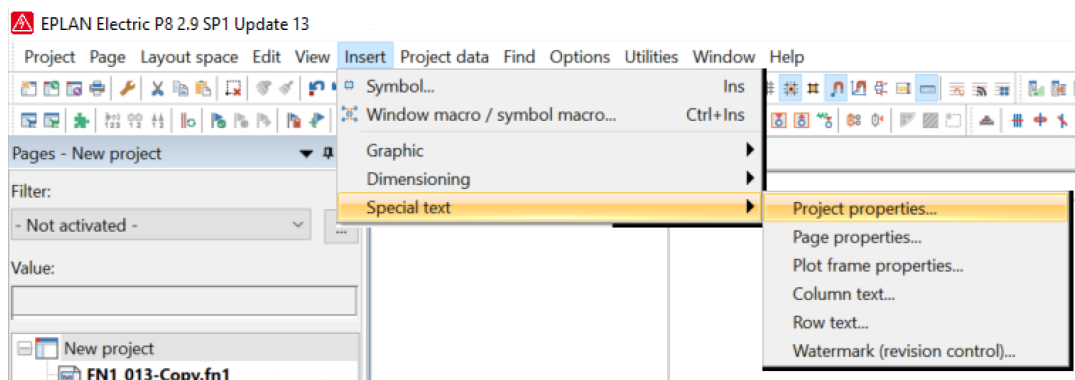 EPLAN Electric P8 2.9 SP1 Update 13
Project Page Layout space Edit View Insert Project data Find Options Utilities Window Help
Symbol... Ins
Window macro / symbol macro... Ctrl+Ins
Pages - New project
Graphic
Dimensioning
Filter:
Special text
Project properties...
- Not activated -
...
Page properties...
Plot frame properties...
Value:
Column text...
Row text...
New project
Watermark (revision control)...
FN1_013-Copy.fn1